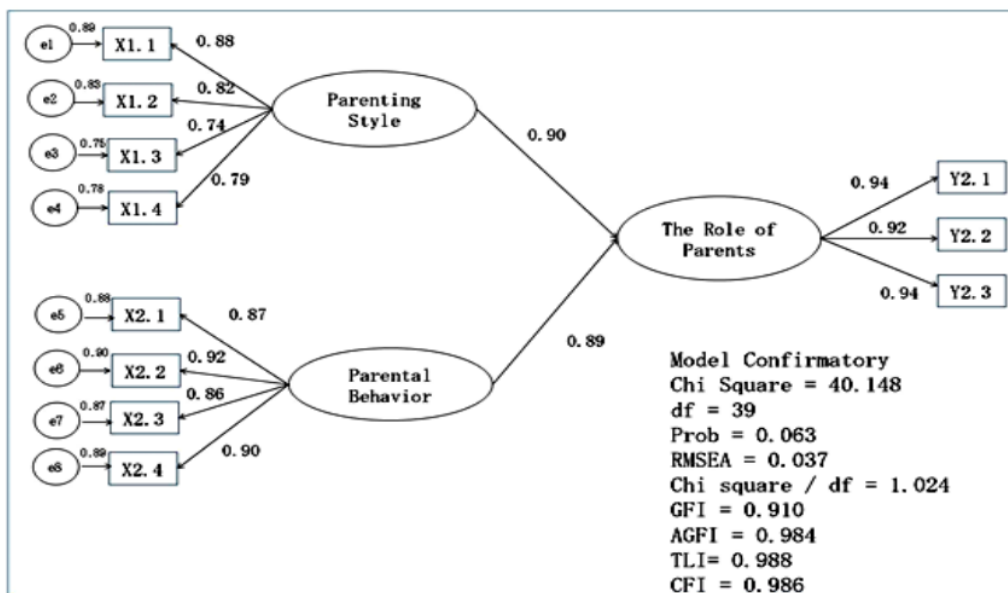 0.89
e1
X1.1
0.88
0.83
e2
X1.2
0.82
0.75
e3
X1.3
0.74
0.78
e4
X1.4
0.79
Parenting
Style
0.90
0.88
e5
X2.1
0.87
0.90
e6
X2.2
0.92
0.87
e7
X2.3
0.86
0.89
e8
X2.4
0.90
Parental
Behavior
0.89
The Role of
Parents
0.94
Y2.1
0.92
Y2.2
0.94
Y2.3
Model Confirmatory
Chi Square = 40.148
df = 39
Prob = 0.063
RMSEA = 0.037
Chi square / df = 1.024
GFI = 0.910
AGFI = 0.984
TLI= 0.988
CFI = 0.986